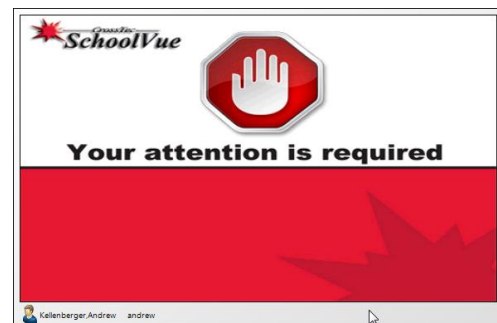 CrossTec
SchoolVue
Your attention is required
Kellenberger,Andrew andrew